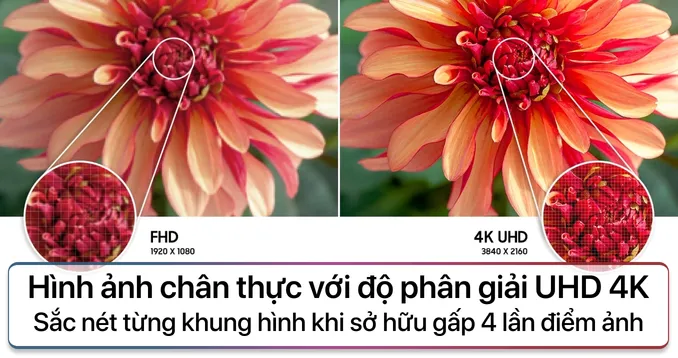 FHD
1920 X 1080
4K UHD
3840 X 2160
Hình ảnh chân thực với độ phân giải UHD 4K
Sắc nét từng khung hình khi sở hữu gấp 4 lần điểm ảnh